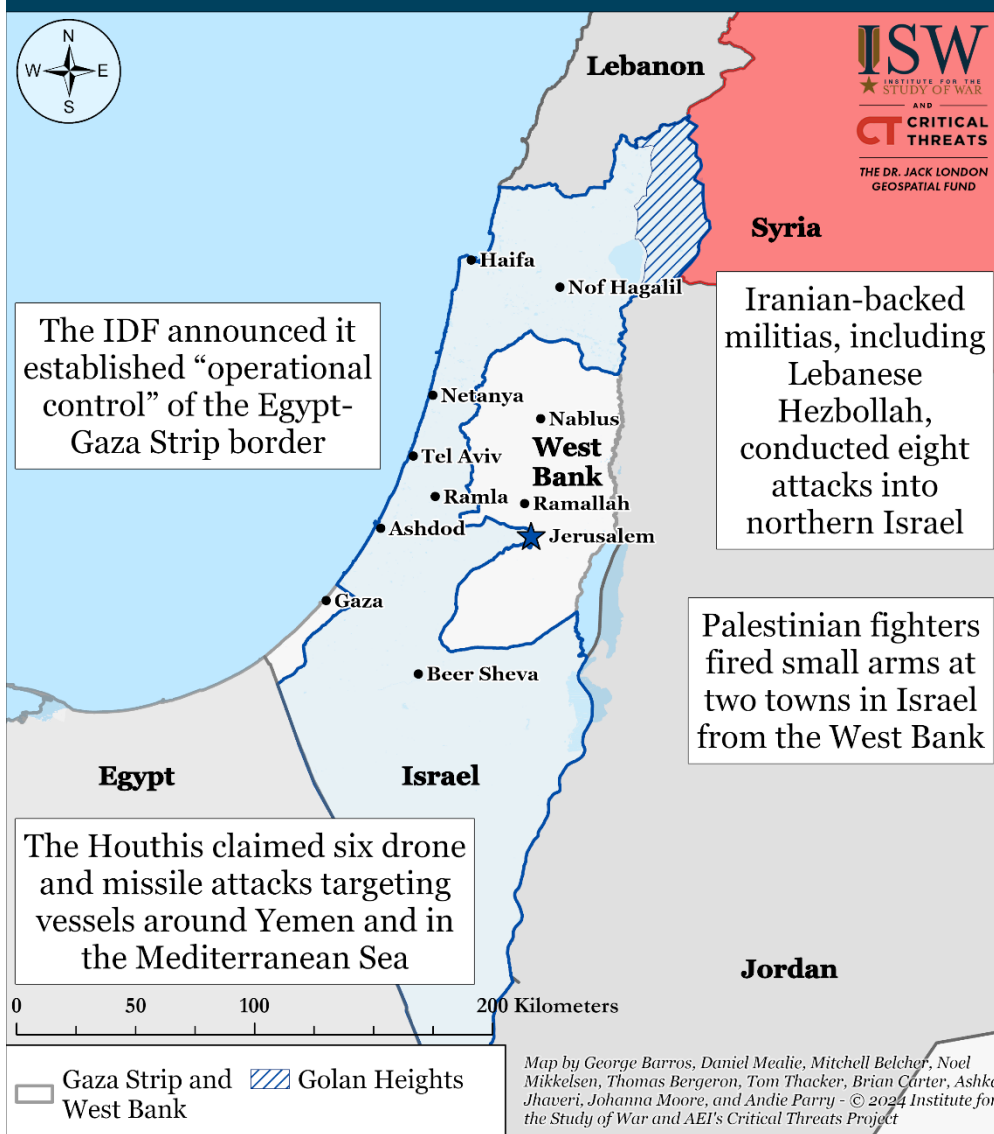 N
W E
S
Lebanon
ISW
INSTITUTE FOR THE
STUDY OF WAR
AND
CT CRITICAL
THREATS
THE DR. JACK LONDON
GEOSPATIAL FUND
Syria
Haifa
Nof Hagalil
The IDF announced it
established “operational
control” of the Egypt-
Gaza Strip border
Iranian-backed
militias, including
Lebanese
Hezbollah,
conducted eight
attacks into
northern Israel
Netanya
Nablus
West
Bank
Tel Aviv
Ramla
Ramallah
Ashdod
Jerusalem
Gaza
Palestinian fighters
fired small arms at
two towns in Israel
from the West Bank
Beer Sheva
Egypt
Israel
The Houthis claimed six drone
and missile attacks targeting
vessels around Yemen and in
the Mediterranean Sea
Jordan
0 50 100 200 Kilometers
Gaza Strip and
West Bank
Golan Heights
Map by George Barros, Daniel Mealie, Mitchell Belcher, Noel
Mikkelsen, Thomas Bergeron, Tom Thacker, Brian Carter, Ashka
Jhaveri, Johanna Moore, and Andie Parry - © 2024 Institute for
the Study of War and AEI's Critical Threats Project